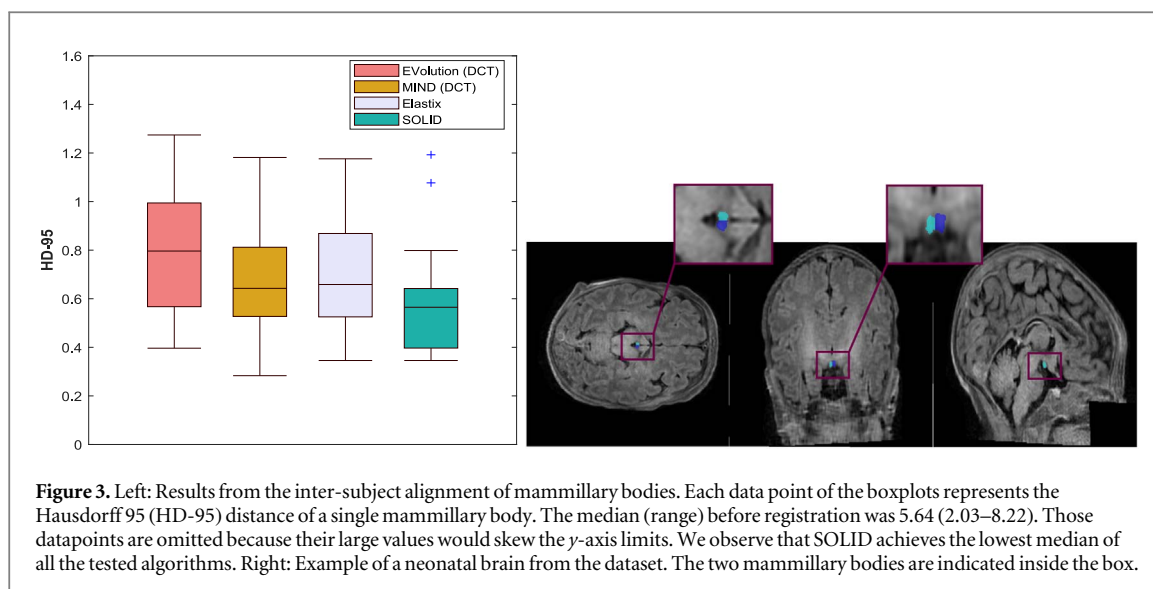 1.6
1.4
1.2
1
0.8
0.6
0.4
0.2
0
HD-95
EVolution (DCT)
MIND (DCT)
Elastix
SOLID
Figure 3. Left: Results from the inter-subject alignment of mammillary bodies. Each data point of the boxplots represents the
Hausdorff 95 (HD-95) distance of a single mammillary body. The median (range) before registration was 5.64 (2.03–8.22). Those
datapoints are omitted because their large values would skew the y-axis limits. We observe that SOLID achieves the lowest median of
all the tested algorithms. Right: Example of a neonatal brain from the dataset. The two mammillary bodies are indicated inside the box.